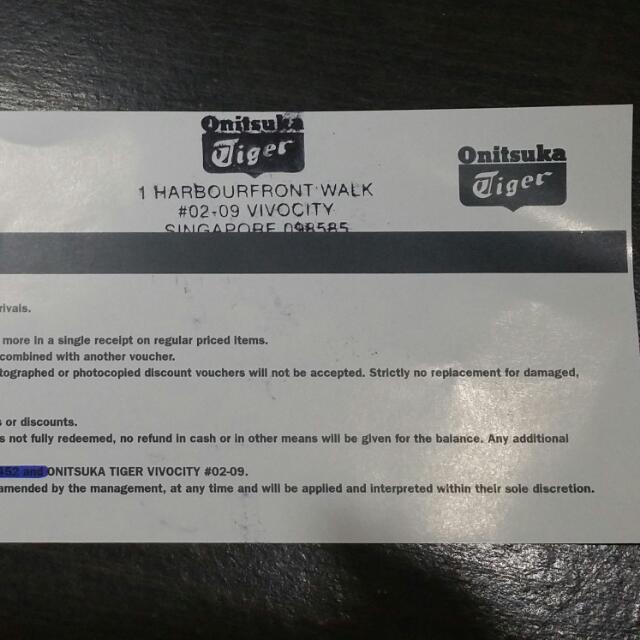 Onitsuka
Tiger
Onitsuka
Tiger
1 HARBOURFRONT WALK
#02-09 VIVOCITY
SINGAPORE 098585
rivals.
more in a single receipt on regular priced items.
combined with another voucher.
tographed or photocopied discount vouchers will not be accepted. Strictly no replacement for damaged,
s or discounts.
s not fully redeemed, no refund in cash or in other means will be given for the balance. Any additional
452 and ONITSUKA TIGER VIVOCITY #02-09.
amended by the management, at any time and will be applied and interpreted within their sole discretion.